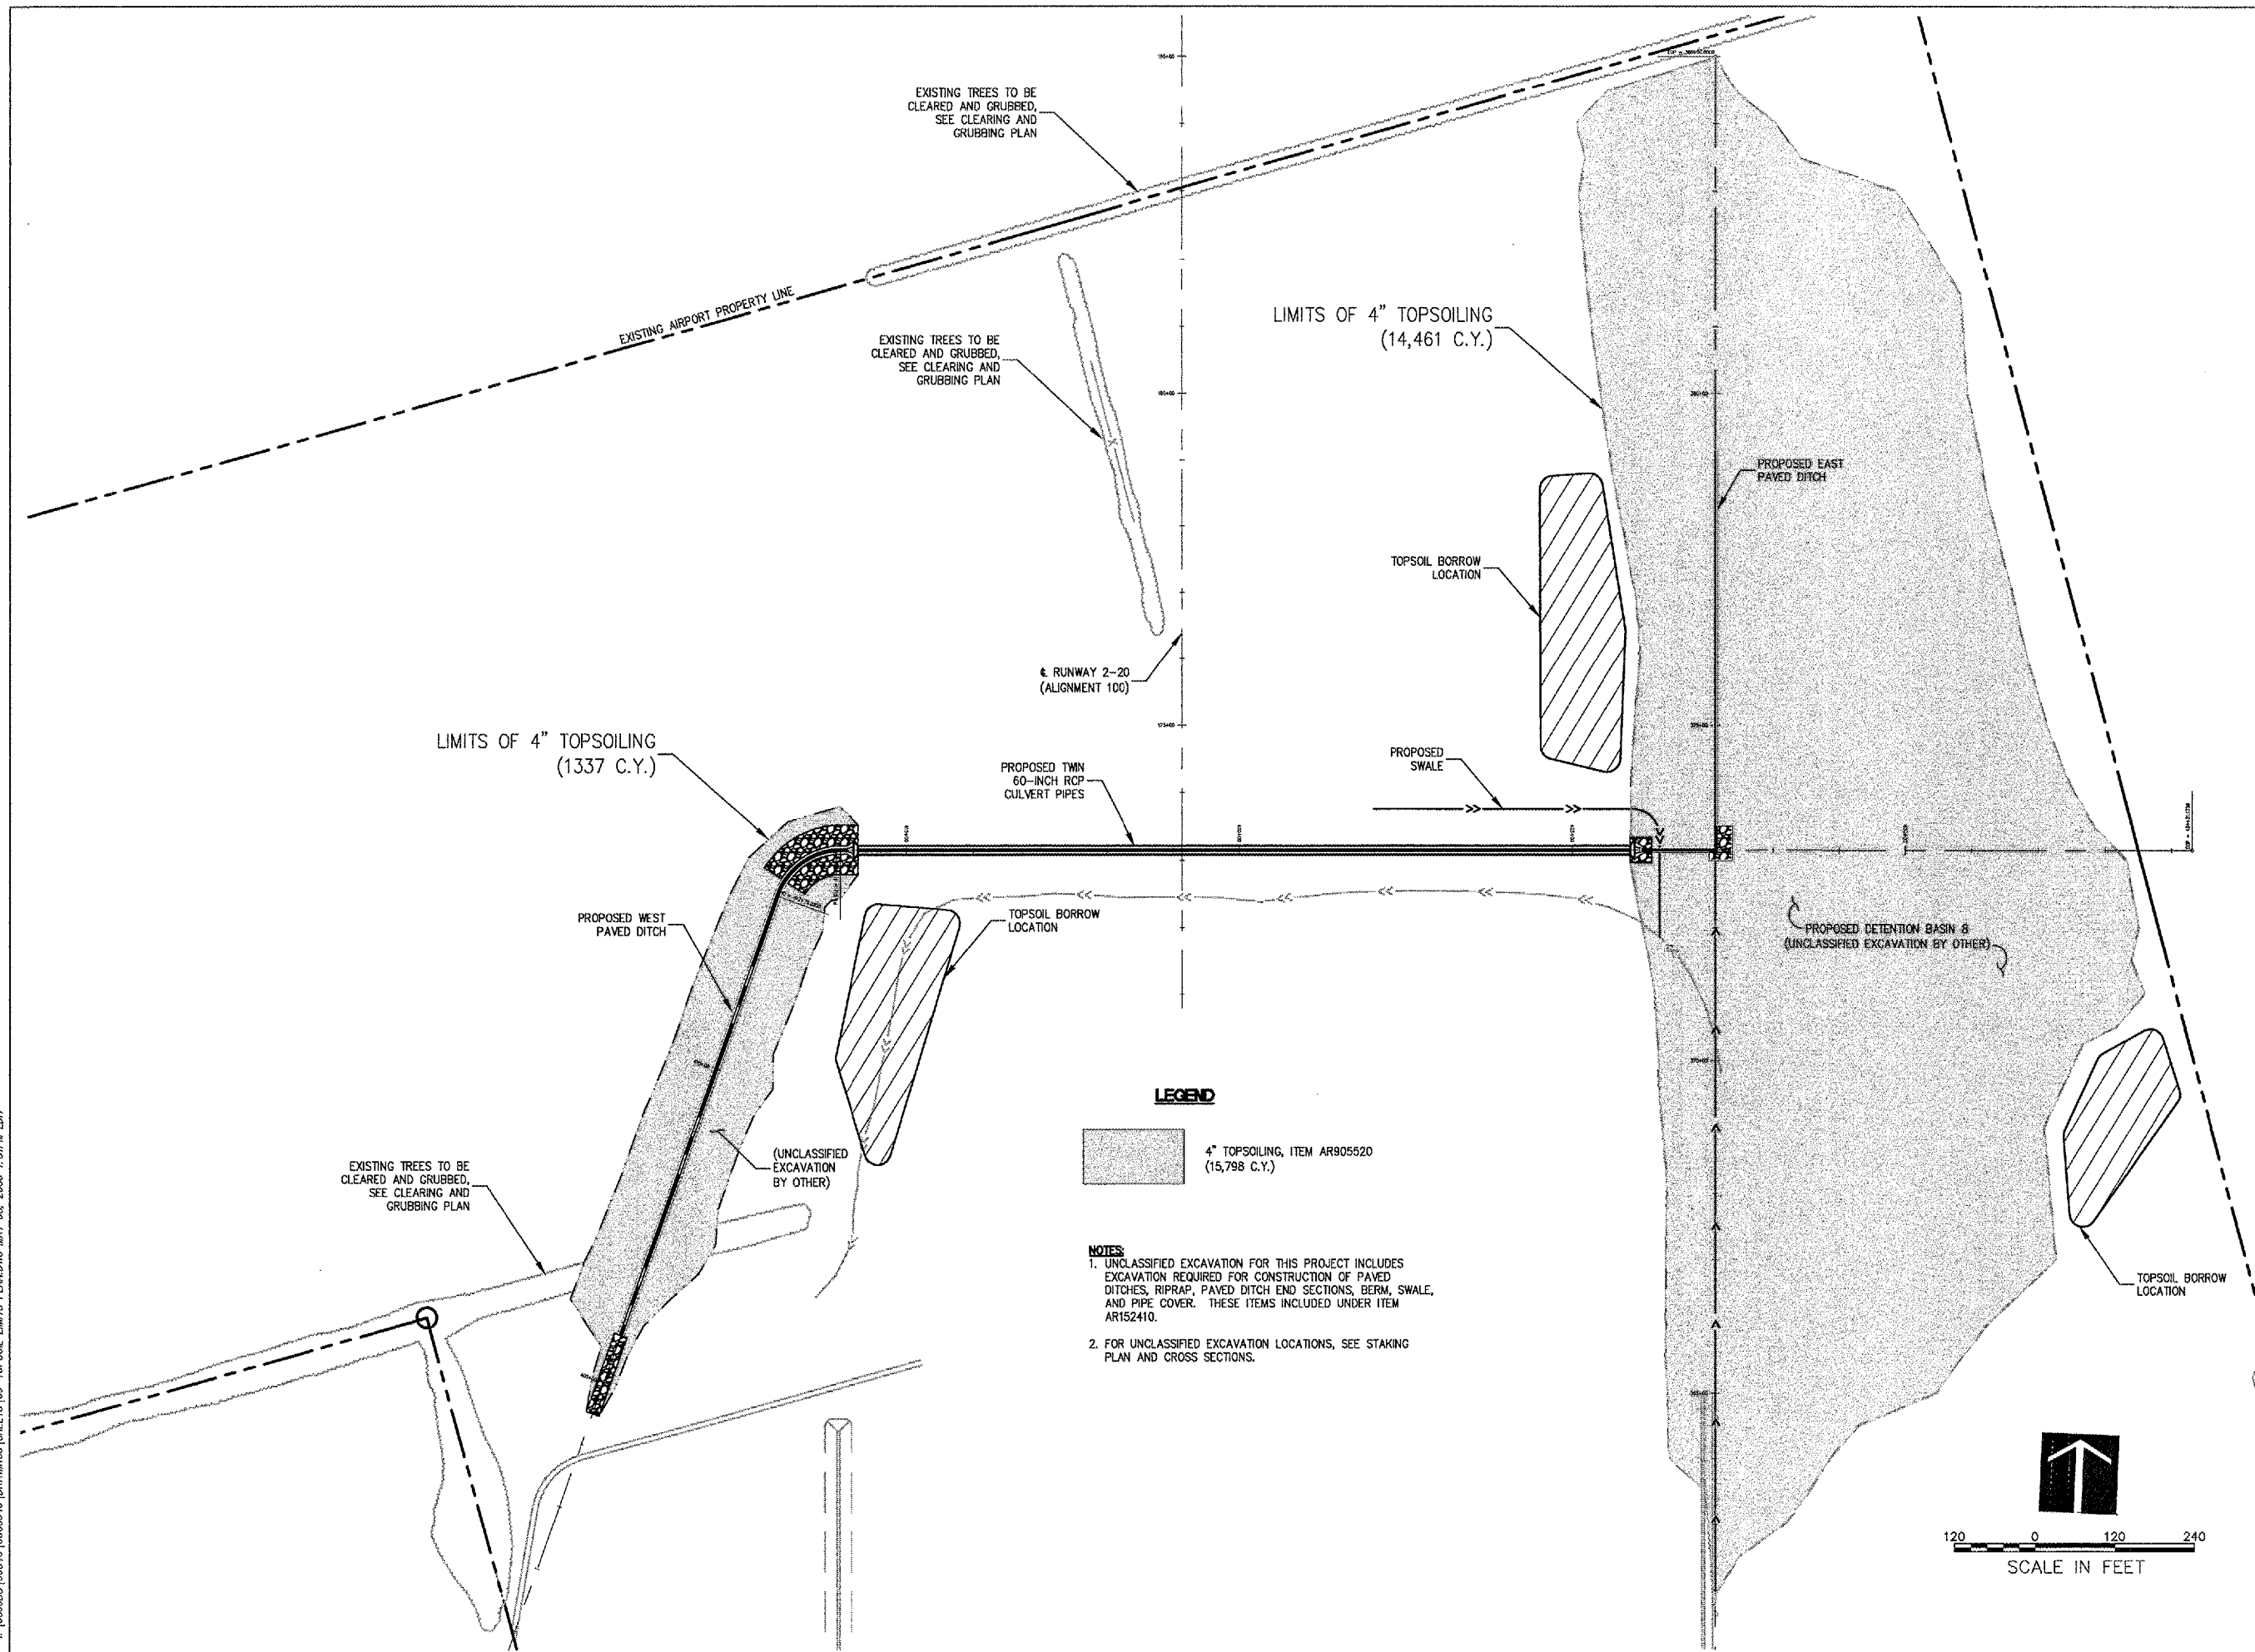 EXISTING TREES TO BE
CLEARED AND GRUBBED,
SEE CLEARING AND
GRUBBING PLAN
EXISTING AIRPORT PROPERTY LINE
EXISTING TREES TO BE
CLEARED AND GRUBBED,
SEE CLEARING AND
GRUBBING PLAN
LIMITS OF 4" TOPSOILING
(14,461 C.Y.)
PROPOSED EAST
PAVED DITCH
TOPSOIL BORROW
LOCATION
℄ RUNWAY 2-20
(ALIGNMENT 100)
LIMITS OF 4" TOPSOILING
(1337 C.Y.)
PROPOSED TWIN
60-INCH RCP
CULVERT PIPES
PROPOSED
SWALE
PROPOSED WEST
PAVED DITCH
TOPSOIL BORROW
LOCATION
PROPOSED DETENTION BASIN 8
(UNCLASSIFIED EXCAVATION BY OTHER)
LEGEND
4" TOPSOILING, ITEM AR905520
(15,798 C.Y.)
(UNCLASSIFIED
EXCAVATION
BY OTHER)
EXISTING TREES TO BE
CLEARED AND GRUBBED,
SEE CLEARING AND
GRUBBING PLAN
NOTES:
1. UNCLASSIFIED EXCAVATION FOR THIS PROJECT INCLUDES
EXCAVATION REQUIRED FOR CONSTRUCTION OF PAVED
DITCHES, RIPRAP, PAVED DITCH END SECTIONS, BERM, SWALE,
AND PIPE COVER. THESE ITEMS INCLUDED UNDER ITEM
AR152410.
2. FOR UNCLASSIFIED EXCAVATION LOCATIONS, SEE STAKING
PLAN AND CROSS SECTIONS.
TOPSOIL BORROW
LOCATION
120 0 120 240
SCALE IN FEET